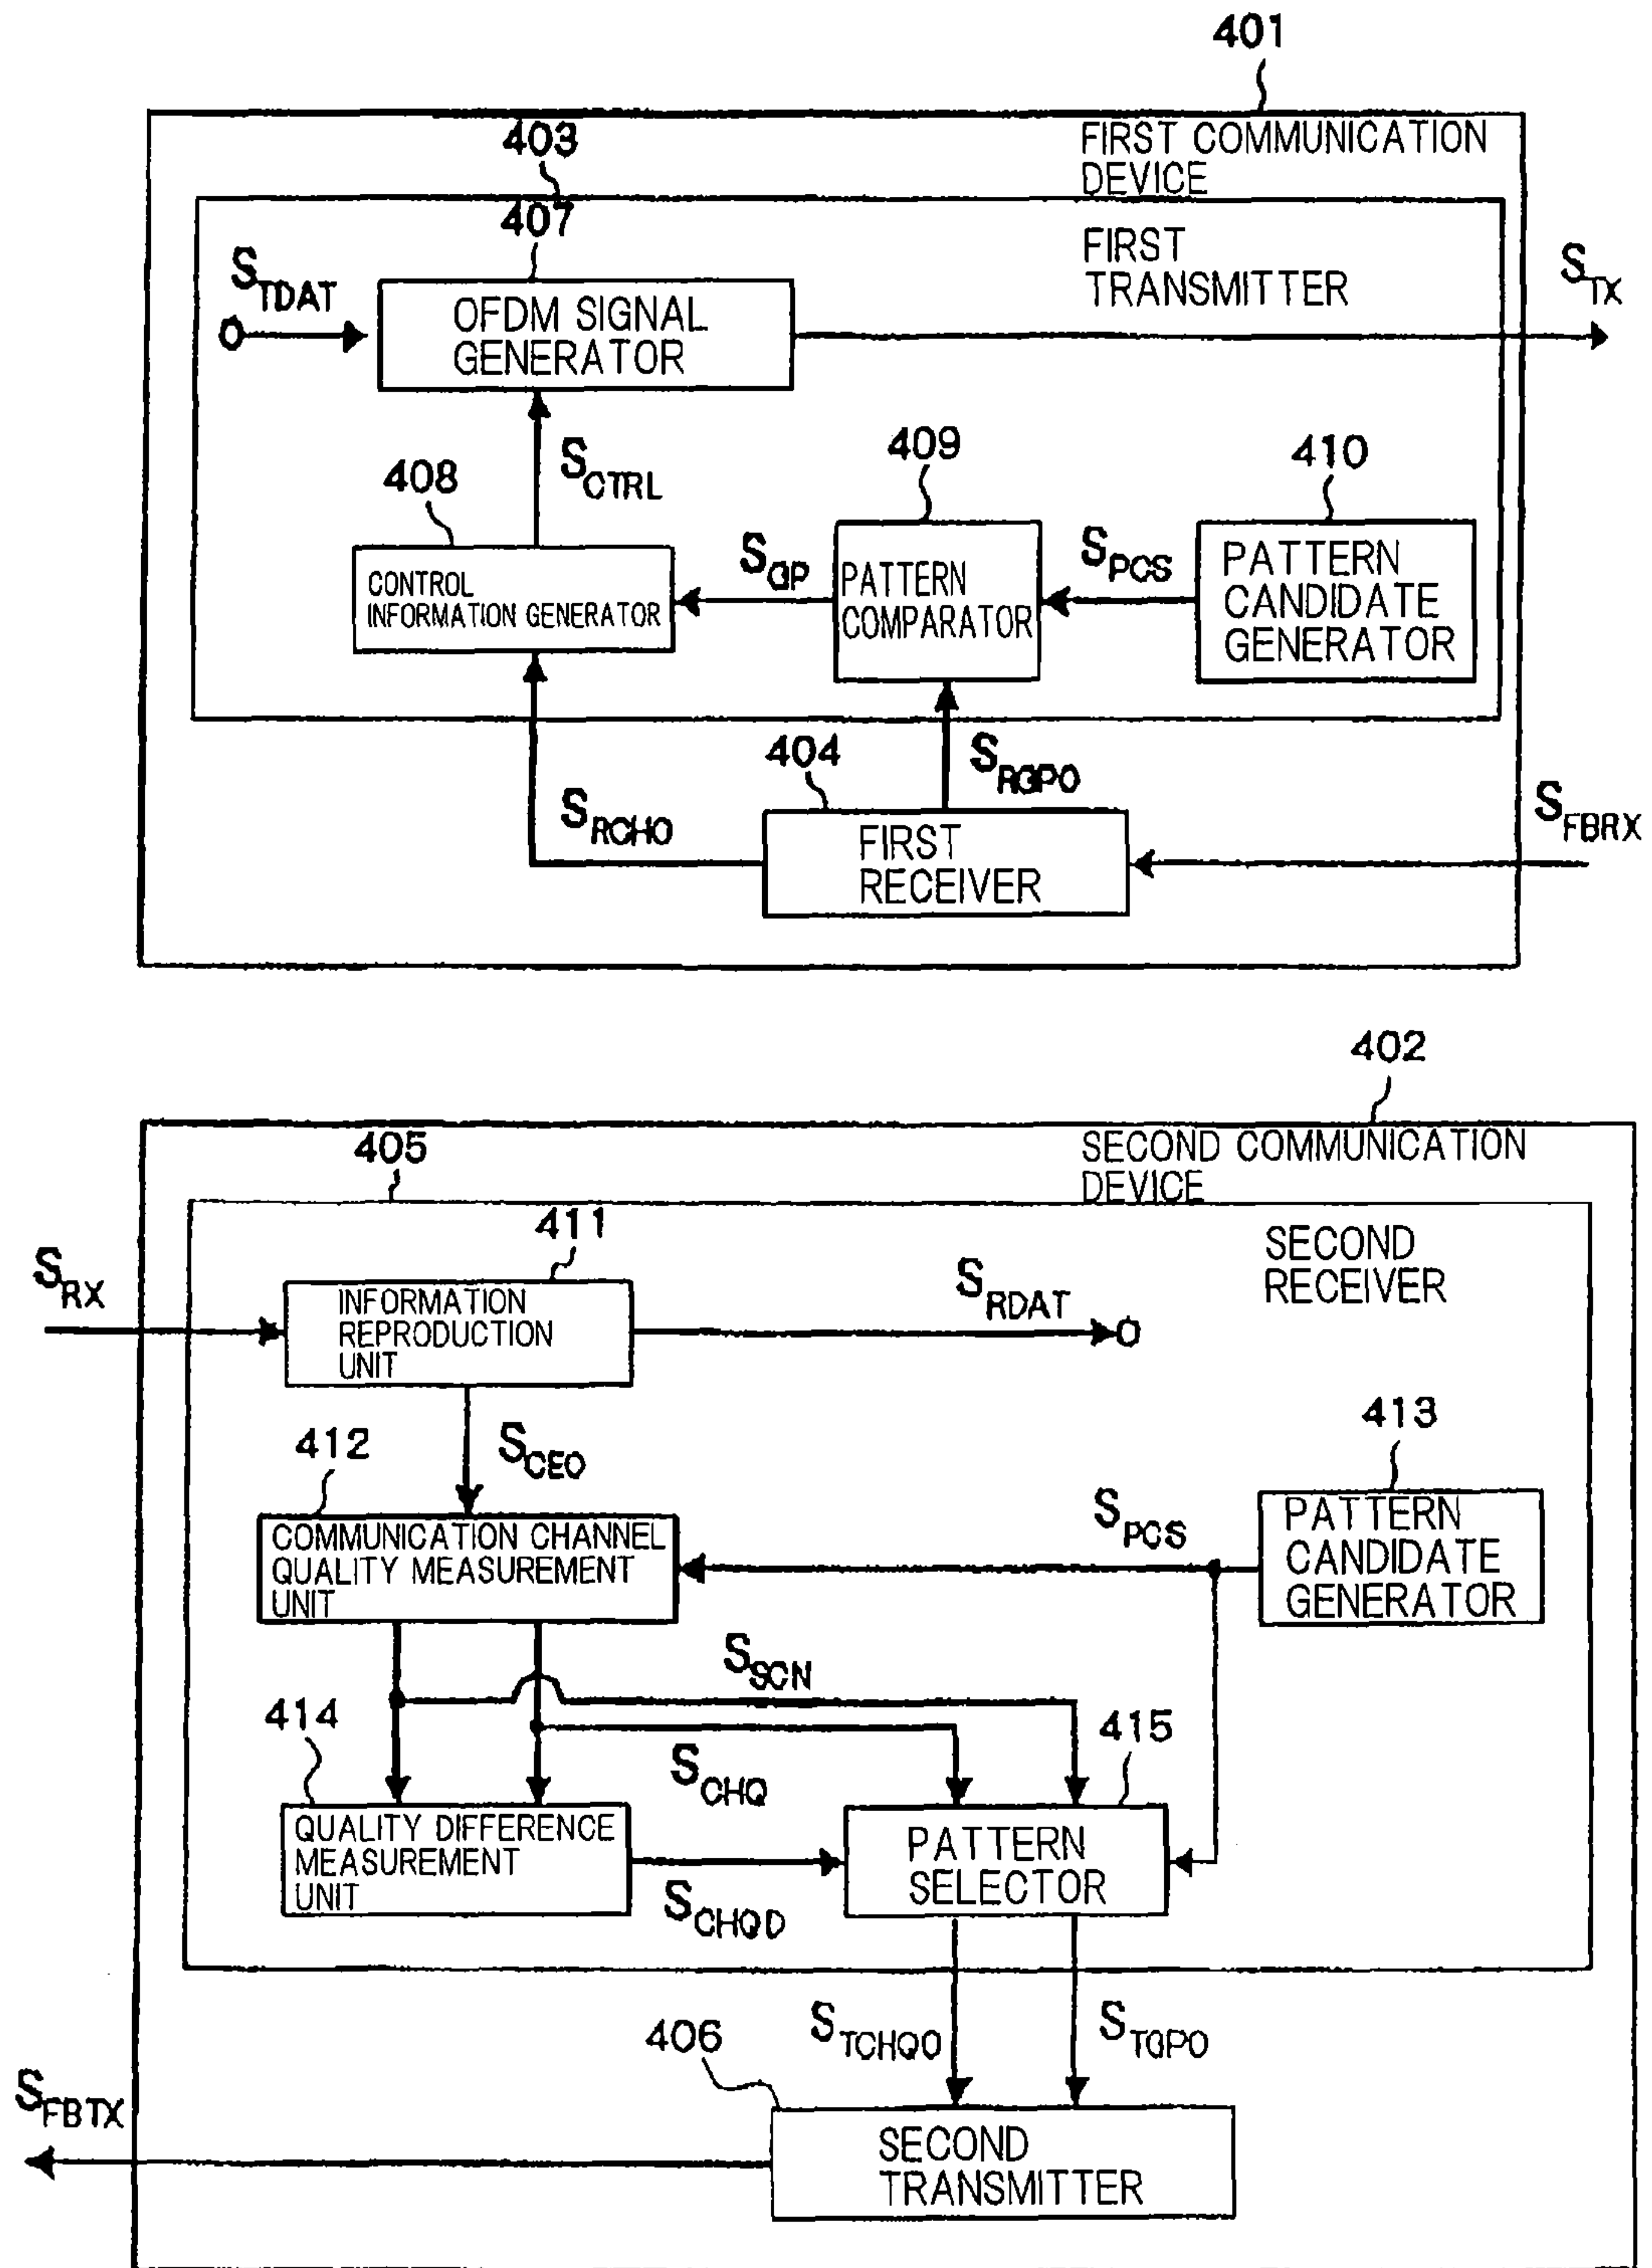 401
FIRST COMMUNICATION
DEVICE
403
407
FIRST
TRANSMITTER
STDAT
OFDM SIGNAL
GENERATOR
STX
SCTRL
408
409
410
CONTROL
INFORMATION GENERATOR
SGP
PATTERN
COMPARATOR
SPCS
PATTERN
CANDIDATE
GENERATOR
404
SRGPO
SRCHO
FIRST
RECEIVER
SFBRX
402
SECOND COMMUNICATION
DEVICE
405
411
SECOND
RECEIVER
SRX
INFORMATION
REPRODUCTION
UNIT
SRDAT
412
SCEO
413
COMMUNICATION CHANNEL
QUALITY MEASUREMENT
UNIT
SPCS
PATTERN
CANDIDATE
GENERATOR
SSCN
414
415
SCHQ
QUALITY DIFFERENCE
MEASUREMENT
UNIT
SCHQD
PATTERN
SELECTOR
406
STCHQO
STGPO
SFBTX
SECOND
TRANSMITTER